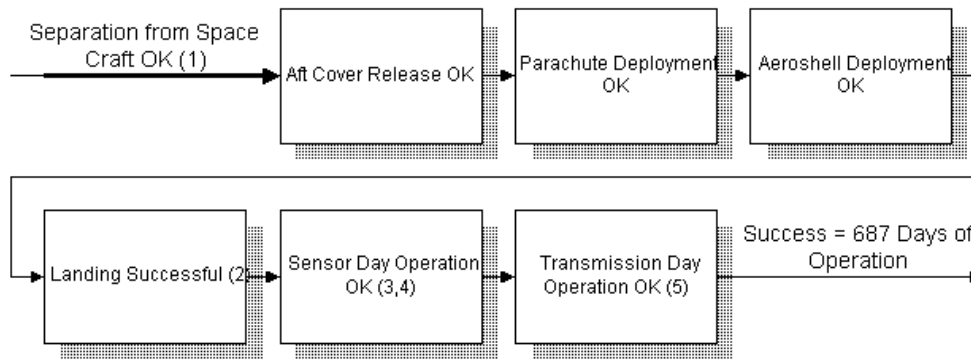 Separation from Space
Craft OK (1)
Aft Cover Release OK
Parachute Deployment
OK
Aeroshell Deployment
OK
Landing Successful (2)
Sensor Day Operation
OK (3,4)
Transmission Day
Operation OK (5)
Success = 687 Days of
Operation